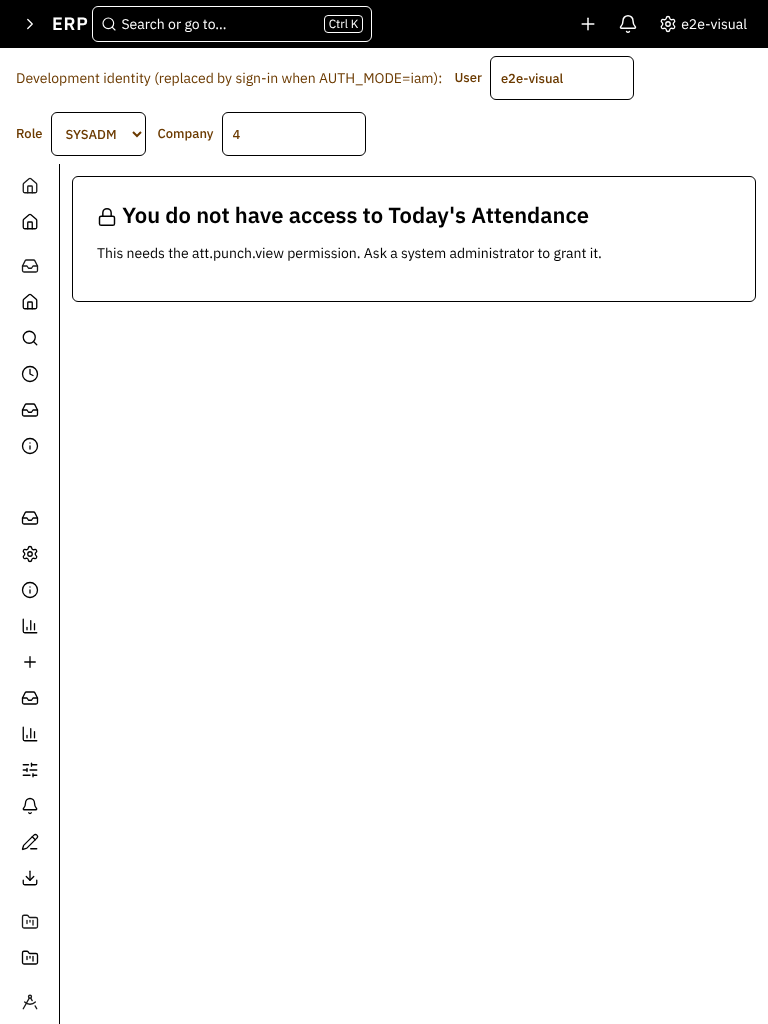 ERP Search or go to... Ctrl K e2e-visual
Development identity (replaced by sign-in when AUTH_MODE=iam): User e2e-visual
Role SYSADM Company 4
You do not have access to Today's Attendance
This needs the att.punch.view permission. Ask a system administrator to grant it.